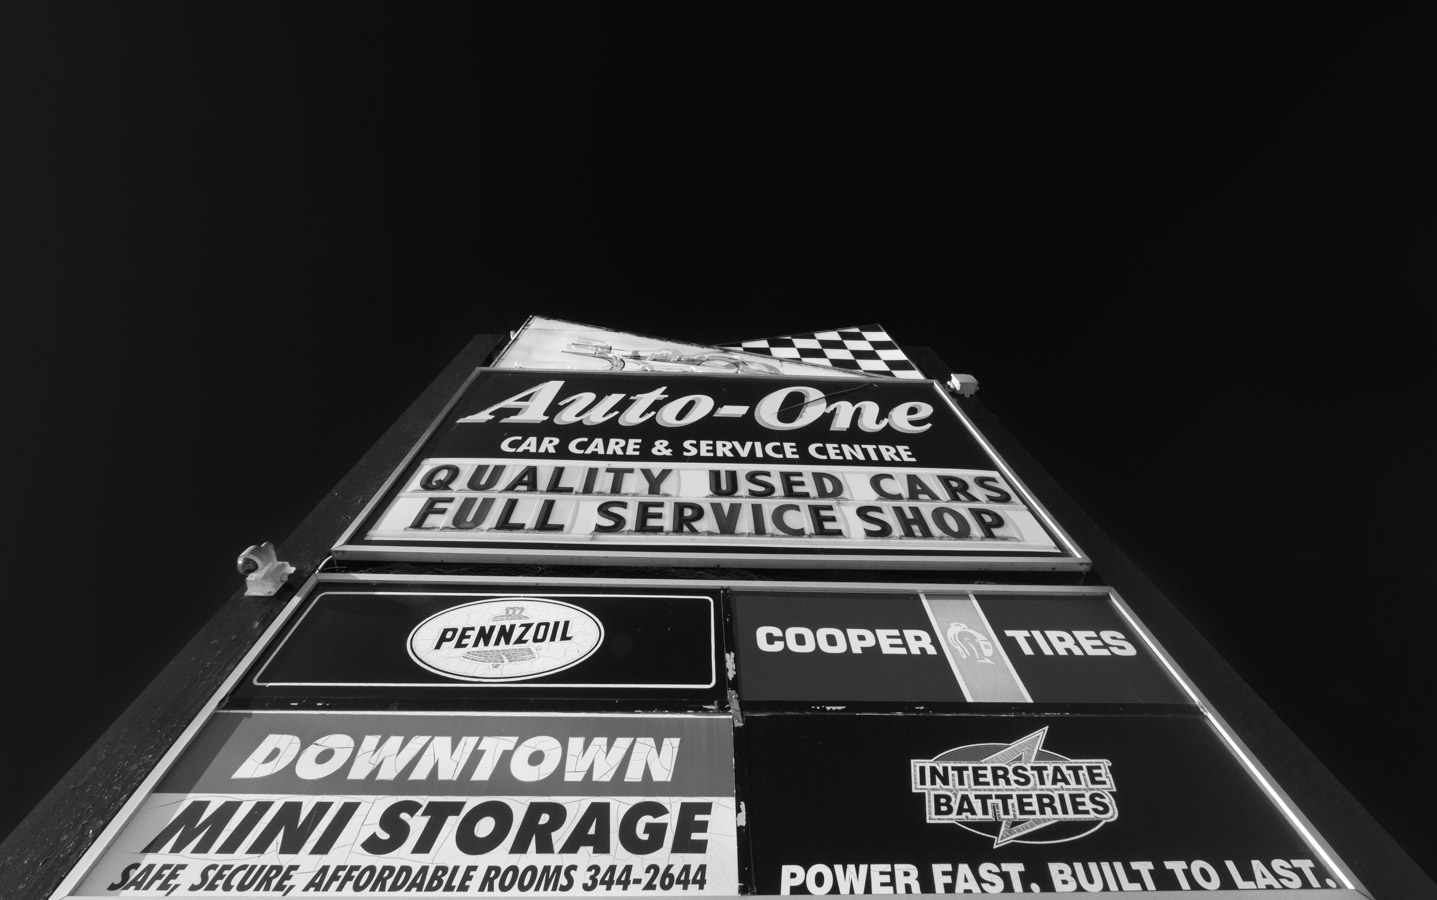 Auto-One
CAR CARE & SERVICE CENTRE
QUALITY USED CARS
FULL SERVICE SHOP
PENNZOIL
COOPER TIRES
DOWNTOWN
MINI STORAGE
SAFE, SECURE, AFFORDABLE ROOMS 344-2644
INTERSTATE
BATTERIES
POWER FAST. BUILT TO LAST.